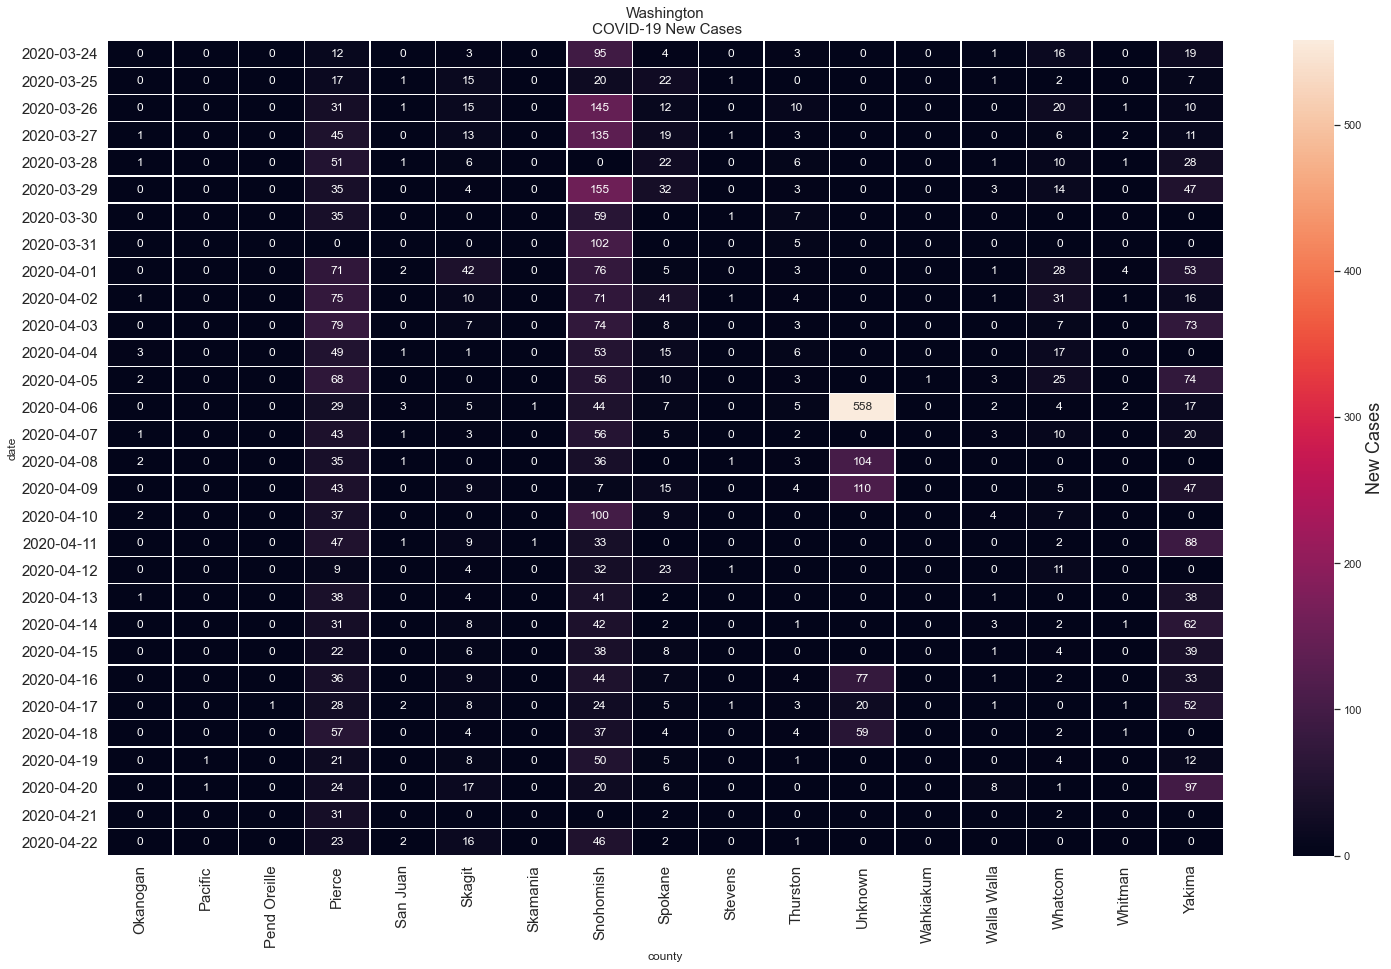 Washington
COVID-19 New Cases
2020-03-24 0 0 0 12 0 3 0 95 4 0 3 0 0 1 16 0 19
2020-03-25 0 0 0 17 1 15 0 20 22 1 0 0 0 1 2 0 7
2020-03-26 0 0 0 31 1 15 0 145 12 0 10 0 0 0 20 1 10
2020-03-27 1 0 0 45 0 13 0 135 19 1 3 0 0 0 6 2 11
2020-03-28 1 0 0 51 1 6 0 0 22 0 6 0 0 1 10 1 28
2020-03-29 0 0 0 35 0 4 0 155 32 0 3 0 0 3 14 0 47
2020-03-30 0 0 0 35 0 0 0 59 0 1 7 0 0 0 0 0 0
2020-03-31 0 0 0 0 0 0 0 102 0 0 5 0 0 0 0 0 0
2020-04-01 0 0 0 71 2 42 0 76 5 0 3 0 0 1 28 4 53
2020-04-02 1 0 0 75 0 10 0 71 41 1 4 0 0 1 31 1 16
2020-04-03 0 0 0 79 0 7 0 74 8 0 3 0 0 0 7 0 73
2020-04-04 3 0 0 49 1 1 0 53 15 0 6 0 0 0 17 0 0
2020-04-05 2 0 0 68 0 0 0 56 10 0 3 0 1 3 25 0 74
2020-04-06 0 0 0 29 3 5 1 44 7 0 5 558 0 2 4 2 17
2020-04-07 1 0 0 43 1 3 0 56 5 0 2 0 0 3 10 0 20
2020-04-08 2 0 0 35 1 0 0 36 0 1 3 104 0 0 0 0 0
2020-04-09 0 0 0 43 0 9 0 7 15 0 4 110 0 0 5 0 47
2020-04-10 2 0 0 37 0 0 0 100 9 0 0 0 0 4 7 0 0
2020-04-11 0 0 0 47 1 9 1 33 0 0 0 0 0 0 2 0 88
2020-04-12 0 0 0 9 0 4 0 32 23 1 0 0 0 0 11 0 0
2020-04-13 1 0 0 38 0 4 0 41 2 0 0 0 0 1 0 0 38
2020-04-14 0 0 0 31 0 8 0 42 2 0 1 0 0 3 2 1 62
2020-04-15 0 0 0 22 0 6 0 38 8 0 0 0 0 1 4 0 39
2020-04-16 0 0 0 36 0 9 0 44 7 0 4 77 0 1 2 0 33
2020-04-17 0 0 1 28 2 8 0 24 5 1 3 20 0 1 0 1 52
2020-04-18 0 0 0 57 0 4 0 37 4 0 4 59 0 0 2 1 0
2020-04-19 0 1 0 21 0 8 0 50 5 0 1 0 0 0 4 0 12
2020-04-20 0 1 0 24 0 17 0 20 6 0 0 0 0 8 1 0 97
2020-04-21 0 0 0 31 0 0 0 0 2 0 0 0 0 0 2 0 0
2020-04-22 0 0 0 23 2 16 0 46 2 0 1 0 0 0 0 0 0
date
Okanogan
Pacific
Pend Oreille
Pierce
San Juan
Skagit
Skamania
Snohomish
Spokane
Stevens
Thurston
Unknown
Wahkiakum
Walla Walla
Whatcom
Whitman
Yakima
county
500
400
300
200
100
0
New Cases